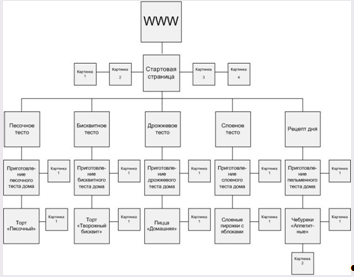 WWW
Картинка
1
Картинка
2
Стартовая
страница
Картинка
3
Картинка
4
Песочное
тесто
Бисквитное
тесто
Дрожжевое
тесто
Слоеное
тесто
Рецепт дня
Приготовле-
ние
песочного
теста дома
Картинка
1
Приготовле-
ние
бисквитного
теста дома
Картинка
1
Приготовле-
ние
дрожжевого
теста дома
Картинка
1
Приготовле-
ние
слоеного
теста дома
Картинка
1
Приготовле-
ние
пельменного
теста дома
Картинка
1
Торт
«Песочный»
Картинка
1
Торт
«Творожный
бисквит»
Картинка
1
Пицца
«Домашняя»
Картинка
1
Слоеные
пирожки с
яблоками
Картинка
1
Чебуреки
«Аппетит-
ные»
Картинка
1
Картинка
2